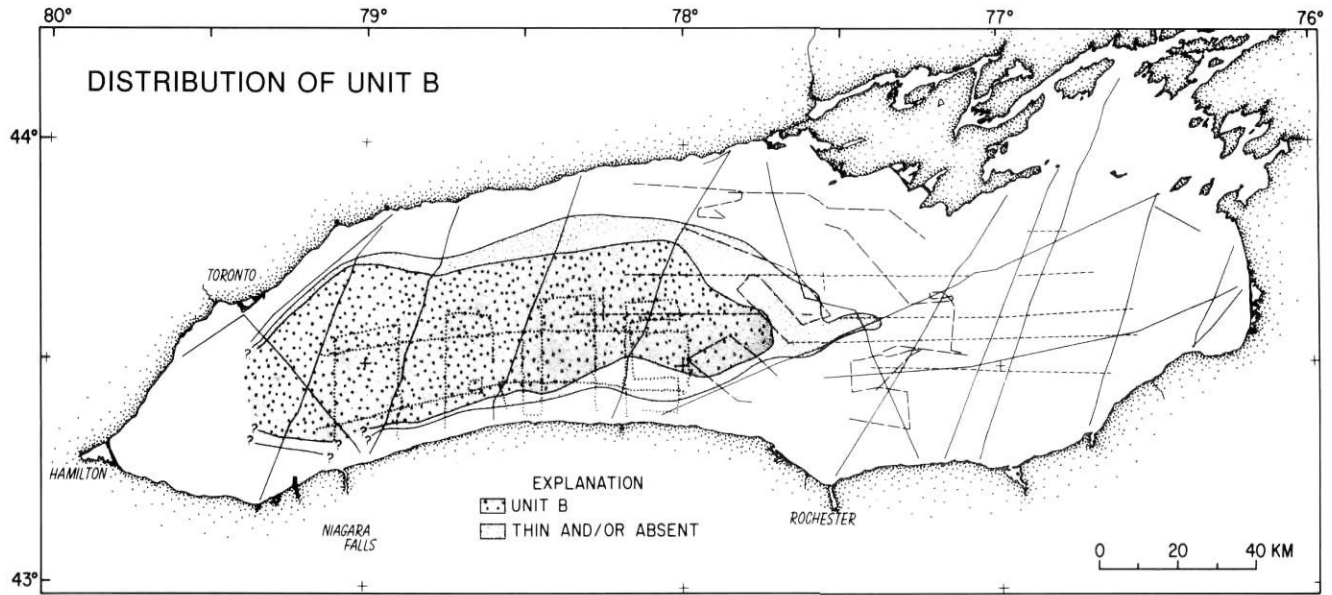 80° 79° 78° 77° 76°
DISTRIBUTION OF UNIT B
44°
TORONTO
?
? ? ?
? ?
HAMILTON
EXPLANATION
UNIT B
ROCHESTER
NIAGARA
FALLS
THIN AND/OR ABSENT
0 20 40 KM
43°